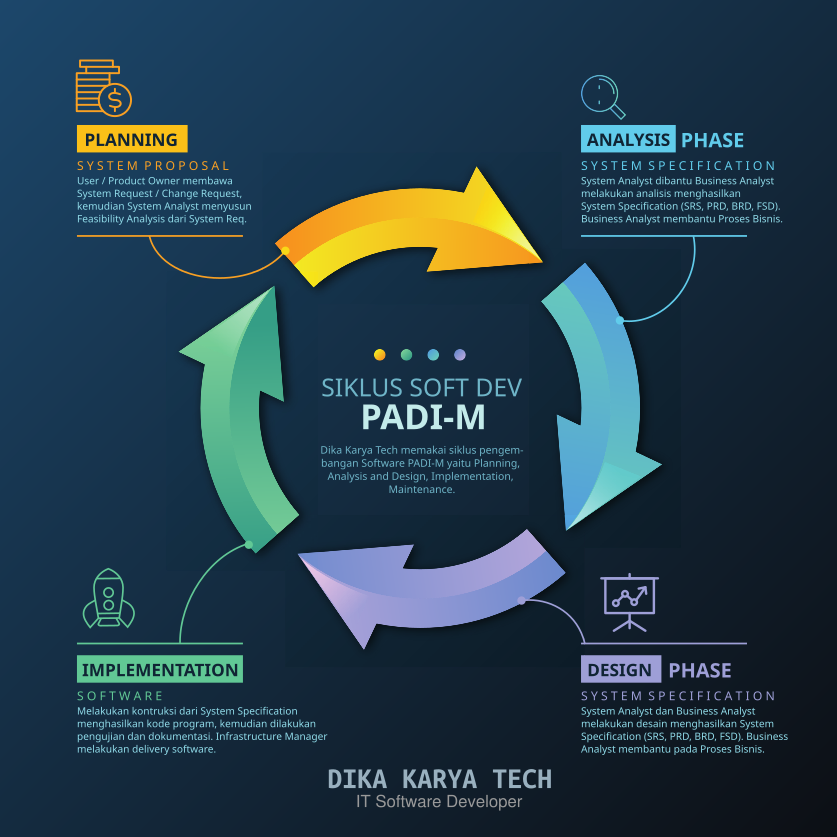 PLANNING
SYSTEM PROPOSAL
User / Product Owner membawa
System Request / Change Request,
kemudian System Analyst menyusun
Feasibility Analysis dari System Req.
ANALYSIS PHASE
SYSTEM SPECIFICATION
System Analyst dibantu Business Analyst
melakukan analisis menghasilkan
System Specification (SRS, PRD, BRD, FSD).
Business Analyst membantu Proses Bisnis.
SIKLUS SOFT DEV
PADI-M
Dika Karya Tech memakai siklus pengem-
bangan Software PADI-M yaitu Planning,
Analysis and Design, Implementation,
Maintenance.
IMPLEMENTATION
SOFTWARE
Melakukan kontruksi dari System Specification
menghasilkan kode program, kemudian dilakukan
pengujian dan dokumentasi. Infrastructure Manager
melakukan delivery software.
DESIGN PHASE
SYSTEM SPECIFICATION
System Analyst dan Business Analyst
melakukan desain menghasilkan System
Specification (SRS, PRD, BRD, FSD). Business
Analyst membantu pada Proses Bisnis.
DIKA KARYA TECH
IT Software Developer